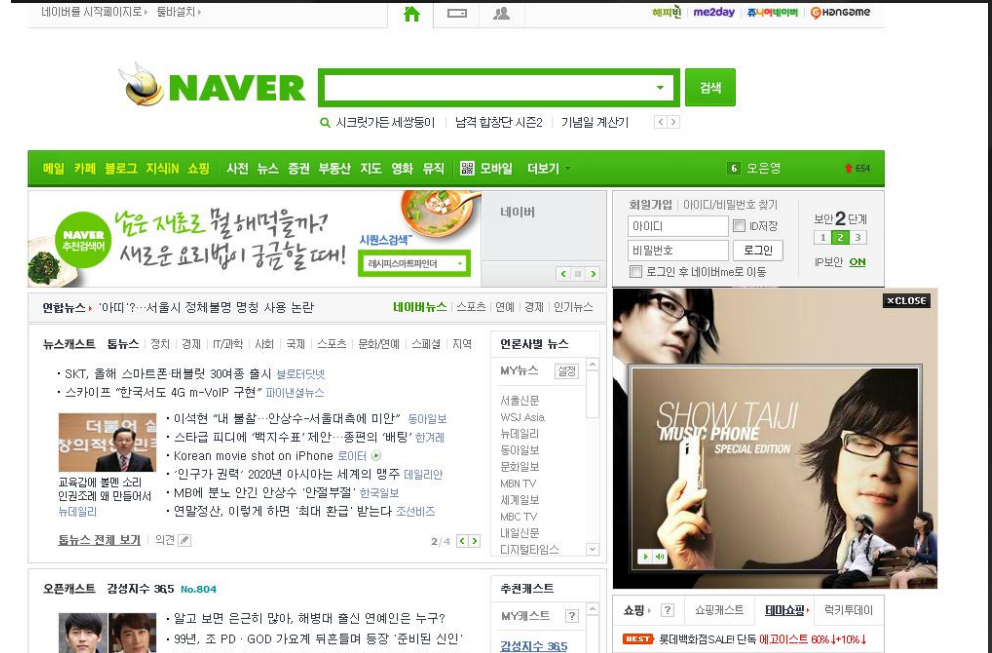 네이버를 시작페이지로 툴바설치
해피빈 me2day 쥬니어네이버 HanGame
NAVER 검색
시크릿가든 세쌍둥이 남격 합창단 시즌2 기념일 계산기
메일 카페 블로그 지식iN 쇼핑 사전 뉴스 증권 부동산 지도 영화 뮤직 모바일 더보기 6 오은영 654
NAVER
추천검색어
남은 재료로 뭘 해먹을까?
새로운 요리법이 궁금할 때!
시퀀스검색
레시피스마트파인더
네이버
회원가입 아이디/비밀번호 찾기
아이디 ID저장
비밀번호 로그인
로그인 후 네이버me로 이동
보안 2 단계
1 2 3
IP보안 ON
연합뉴스 '아띠'?…서울시 정체불명 명칭 사용 논란 네이버뉴스 스포츠 연예 경제 인기뉴스
×CLOSE
뉴스캐스트 톱뉴스 정치 경제 IT/과학 사회 국제 스포츠 문화/연예 스페셜 지역
· SKT, 올해 스마트폰·태블릿 30여종 출시 블로터닷넷
· 스카이프 “한국서도 4G m-VoIP 구현” 파이낸셜뉴스
더불어
창의적 민
교육감에 볼멘 소리
인권조례 왜 만들어서
뉴데일리
· 이석현 “내 불찰…안상수-서울대측에 미안” 동아일보
· 스타급 피디에 '백지수표' 제안…종편의 '배팅' 한겨레
· Korean movie shot on iPhone 로이터
· '인구가 권력' 2020년 아시아는 세계의 맹주 데일리안
· MB에 분노 안긴 안상수 '안절부절' 한국일보
· 연말정산, 이렇게 하면 '최대 환급' 받는다 조선비즈
톱뉴스 전체 보기 의견 2/4
언론사별 뉴스
MY뉴스 설정
서울신문
WSJ Asia
뉴데일리
동아일보
문화일보
MBN TV
세계일보
MBC TV
내일신문
디지털타임스
SHOW TAIJI
MUSIC PHONE
SPECIAL EDITION
오픈캐스트 감성지수 36.5 No.804
· 알고 보면 은근히 많아, 해병대 출신 연예인은 누구?
· 99년, 조 PD · GOD 가요계 뒤흔들며 등장 '준비된 신인'
추천캐스트
MY캐스트 ?
감성지수 36.5
쇼핑 ? 쇼핑캐스트 테마쇼핑 럭키투데이
BEST 롯데백화점SALE! 단독 에고이스트 60%↓+10%↓